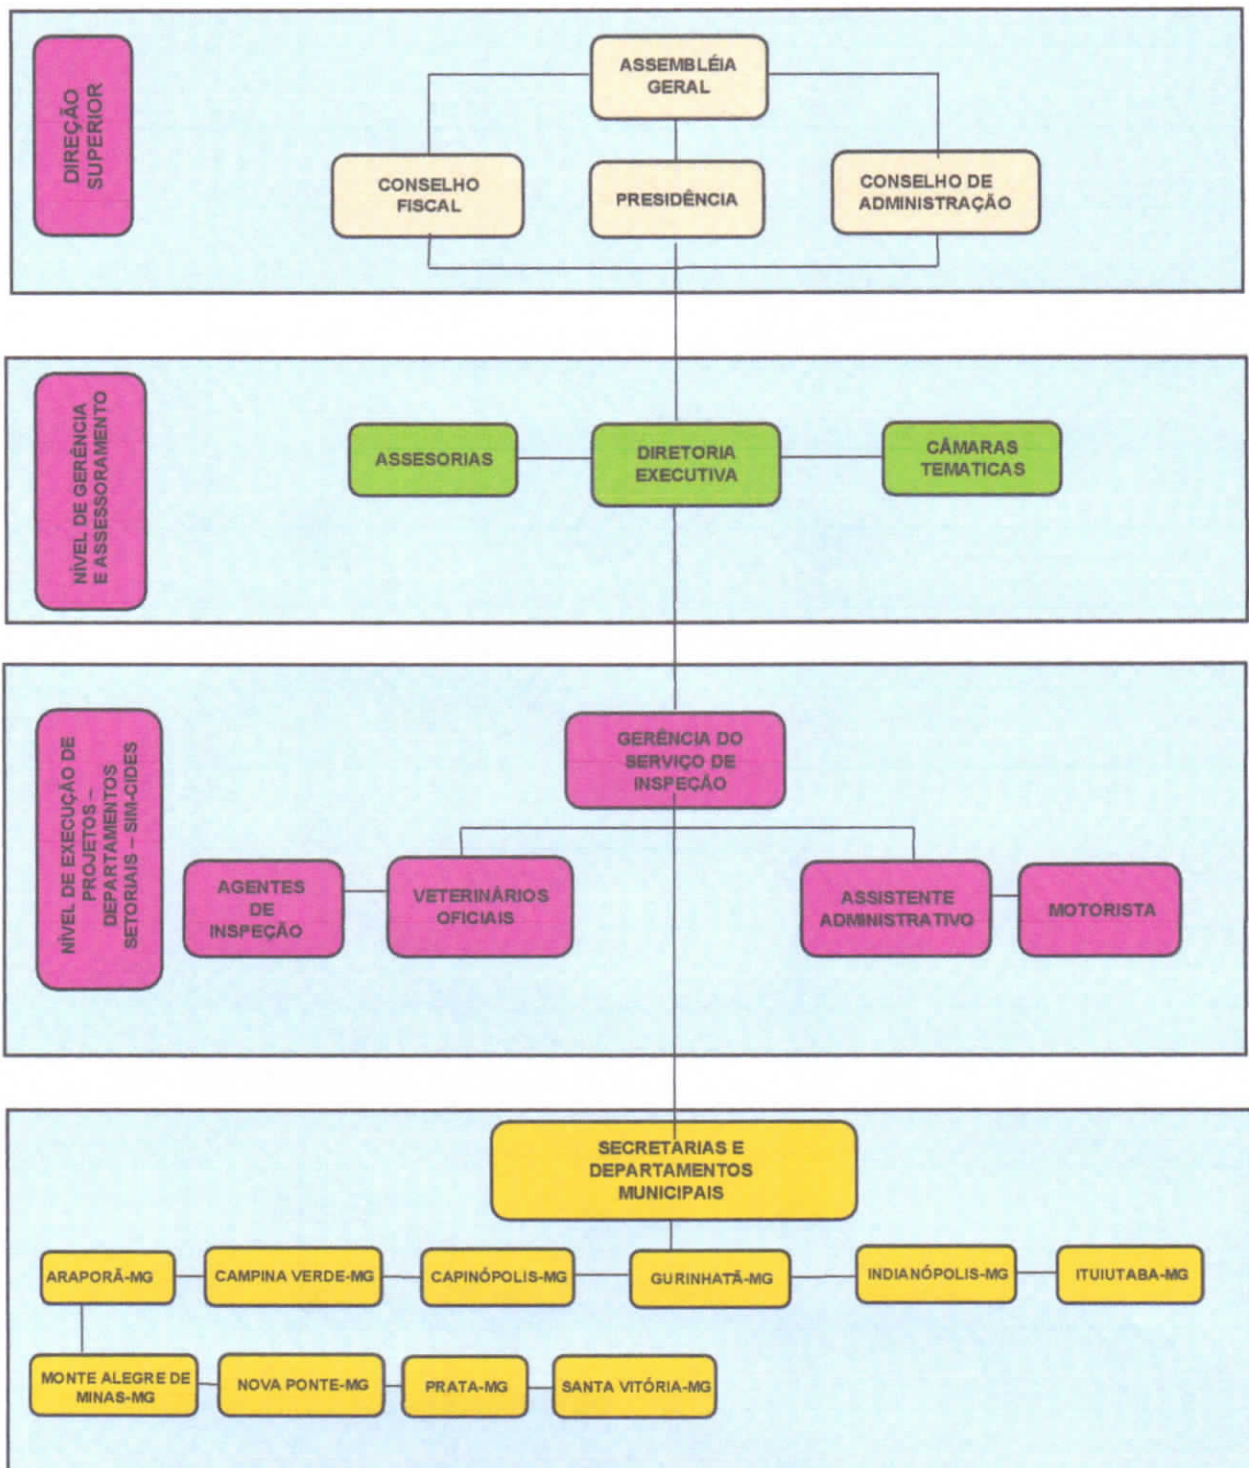 DIREÇÃO
SUPERIOR
ASSEMBLÉIA
GERAL
CONSELHO
FISCAL
PRESIDÊNCIA
CONSELHO DE
ADMINISTRAÇÃO
NÍVEL DE GERÊNCIA
E ASSESSORAMENTO
ASSESORIAS
DIRETORIA
EXECUTIVA
CÂMARAS
TEMATICAS
NÍVEL DE EXECUÇÃO DE
PROJETOS –
DEPARTAMENTOS
SETORIAIS – SIM-CIDES
GERÊNCIA DO
SERVIÇO DE
INSPEÇÃO
AGENTES
DE
INSPEÇÃO
VETERINÁRIOS
OFICIAIS
ASSISTENTE
ADMINISTRATIVO
MOTORISTA
SECRETARIAS E
DEPARTAMENTOS
MUNICIPAIS
ARAPORÃ-MG
CAMPINA VERDE-MG
CAPINÓPOLIS-MG
GURINHATÃ-MG
INDIANÓPOLIS-MG
ITUIUTABA-MG
MONTE ALEGRE DE
MINAS-MG
NOVA PONTE-MG
PRATA-MG
SANTA VITÓRIA-MG